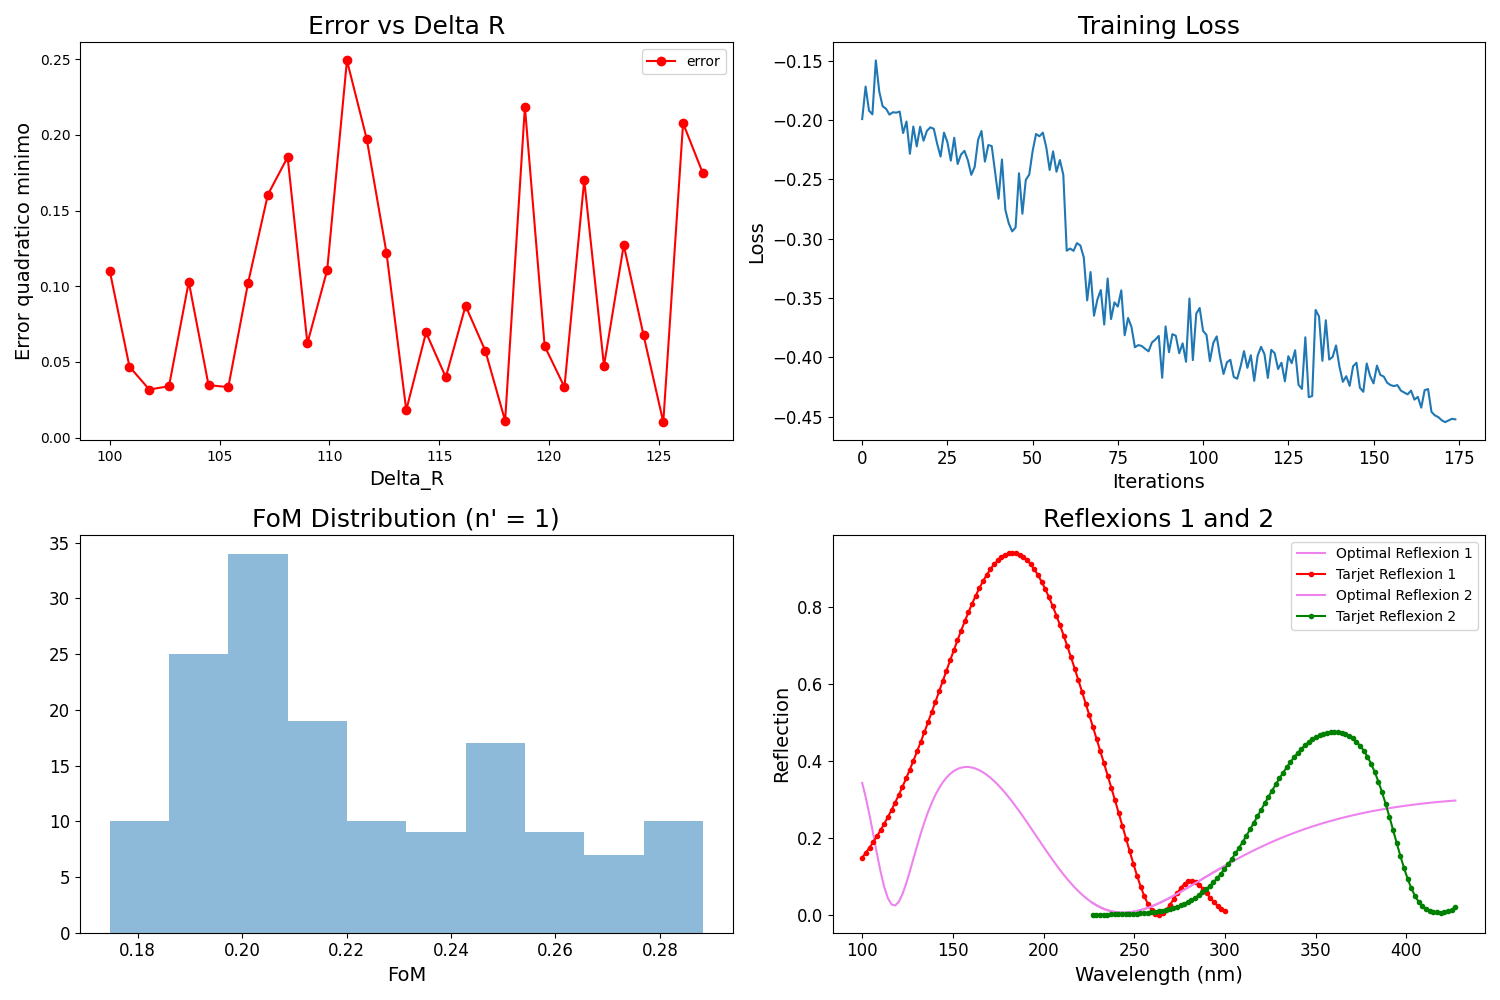 Error vs Delta R
error
Error quadratico minimo
0.25
0.20
0.15
0.10
0.05
0.00
100 105 110 115 120 125
Delta_R
Training Loss
Loss
−0.15
−0.20
−0.25
−0.30
−0.35
−0.40
−0.45
0 25 50 75 100 125 150 175
Iterations
FoM Distribution (n' = 1)
35
30
25
20
15
10
5
0
0.18 0.20 0.22 0.24 0.26 0.28
FoM
Reflexions 1 and 2
Optimal Reflexion 1
Tarjet Reflexion 1
Optimal Reflexion 2
Tarjet Reflexion 2
Reflection
0.8
0.6
0.4
0.2
0.0
100 150 200 250 300 350 400
Wavelength (nm)